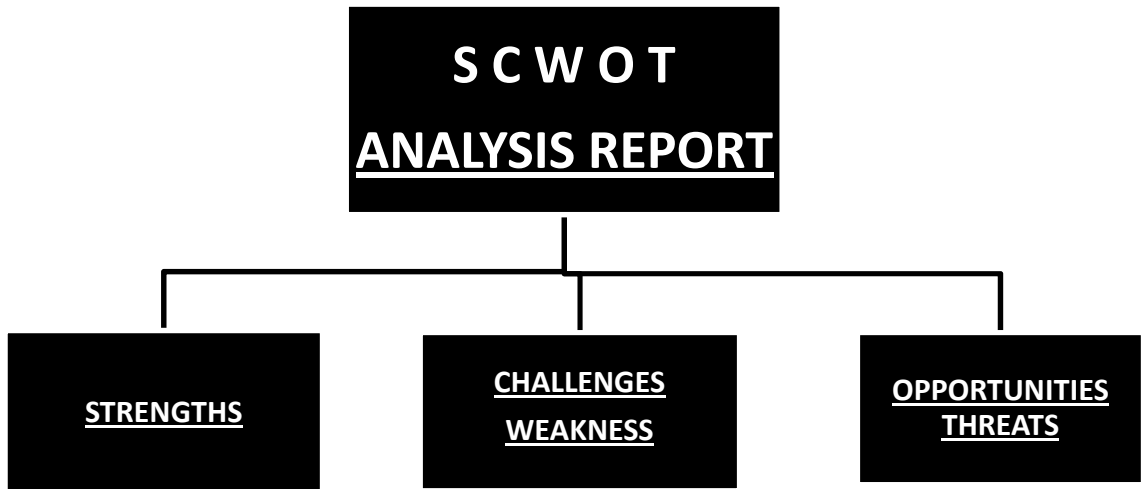 S C W O T
ANALYSIS REPORT
STRENGTHS
CHALLENGES
WEAKNESS
OPPORTUNITIES
THREATS